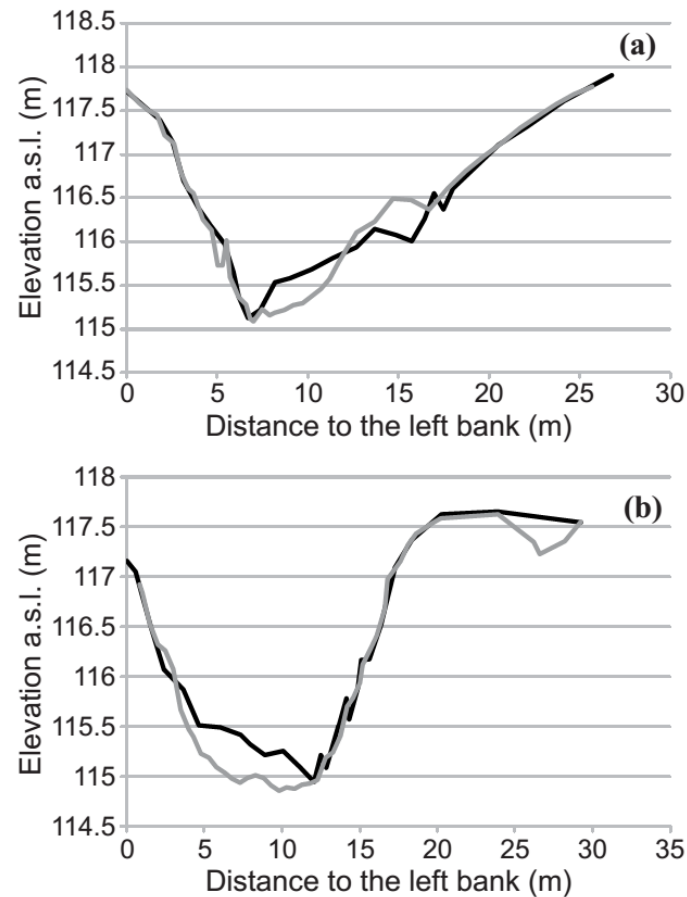 118.5
(a)
118
117.5
117
116.5
116
115.5
115
114.5
Elevation a.s.l. (m)
0 5 10 15 20 25 30
Distance to the left bank (m)
118
(b)
117.5
117
116.5
116
115.5
115
114.5
Elevation a.s.l. (m)
0 5 10 15 20 25 30 35
Distance to the left bank (m)